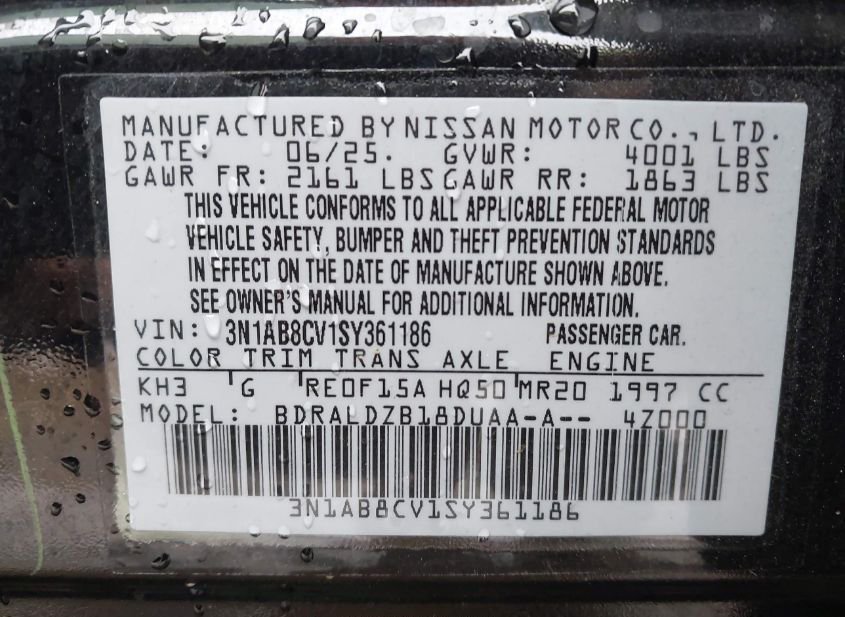 MANUFACTURED BY NISSAN MOTOR CO., LTD.
DATE: 06/25. GVWR: 4001 LBS
GAWR FR: 2161 LBS GAWR RR: 1863 LBS
THIS VEHICLE CONFORMS TO ALL APPLICABLE FEDERAL MOTOR
VEHICLE SAFETY, BUMPER AND THEFT PREVENTION STANDARDS
IN EFFECT ON THE DATE OF MANUFACTURE SHOWN ABOVE.
SEE OWNER'S MANUAL FOR ADDITIONAL INFORMATION.
VIN: 3N1AB8CV1SY361186 PASSENGER CAR.
COLOR TRIM TRANS AXLE ENGINE
KH3 G RE0F15A HQ50 MR20 1997 CC
MODEL: BDRALDZB18DUAA-A-- 4Z000
3N1AB8CV1SY361186